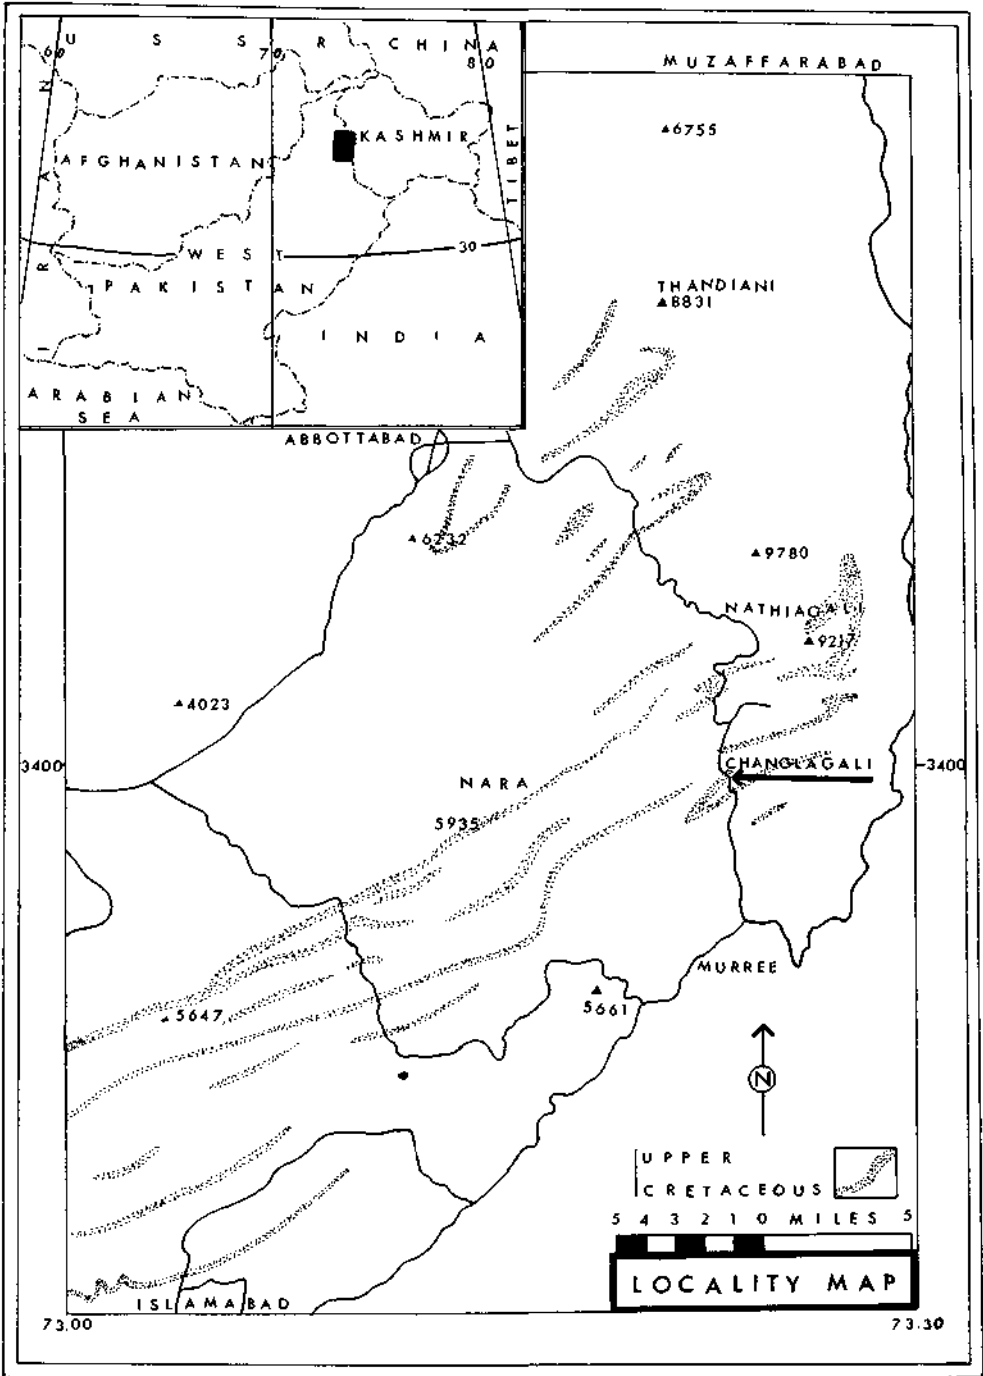 U S S R
CHINA
60
70
80
IRAN
AFGHANISTAN
KASHMIR
TIBET
WEST
PAKISTAN
30
INDIA
ARABIAN
SEA
MUZAFFARABAD
▲6755
THANDIANI
▲8831
ABBOTTABAD
▲6232
▲9780
NATHIAGALI
▲9217
▲4023
3400
CHANGLAGALI
3400
NARA
5935
MURREE
▲5647
5661
N
UPPER
CRETACEOUS
5 4 3 2 1 0 MILES 5
LOCALITY MAP
ISLAMABAD
73.00
73.30